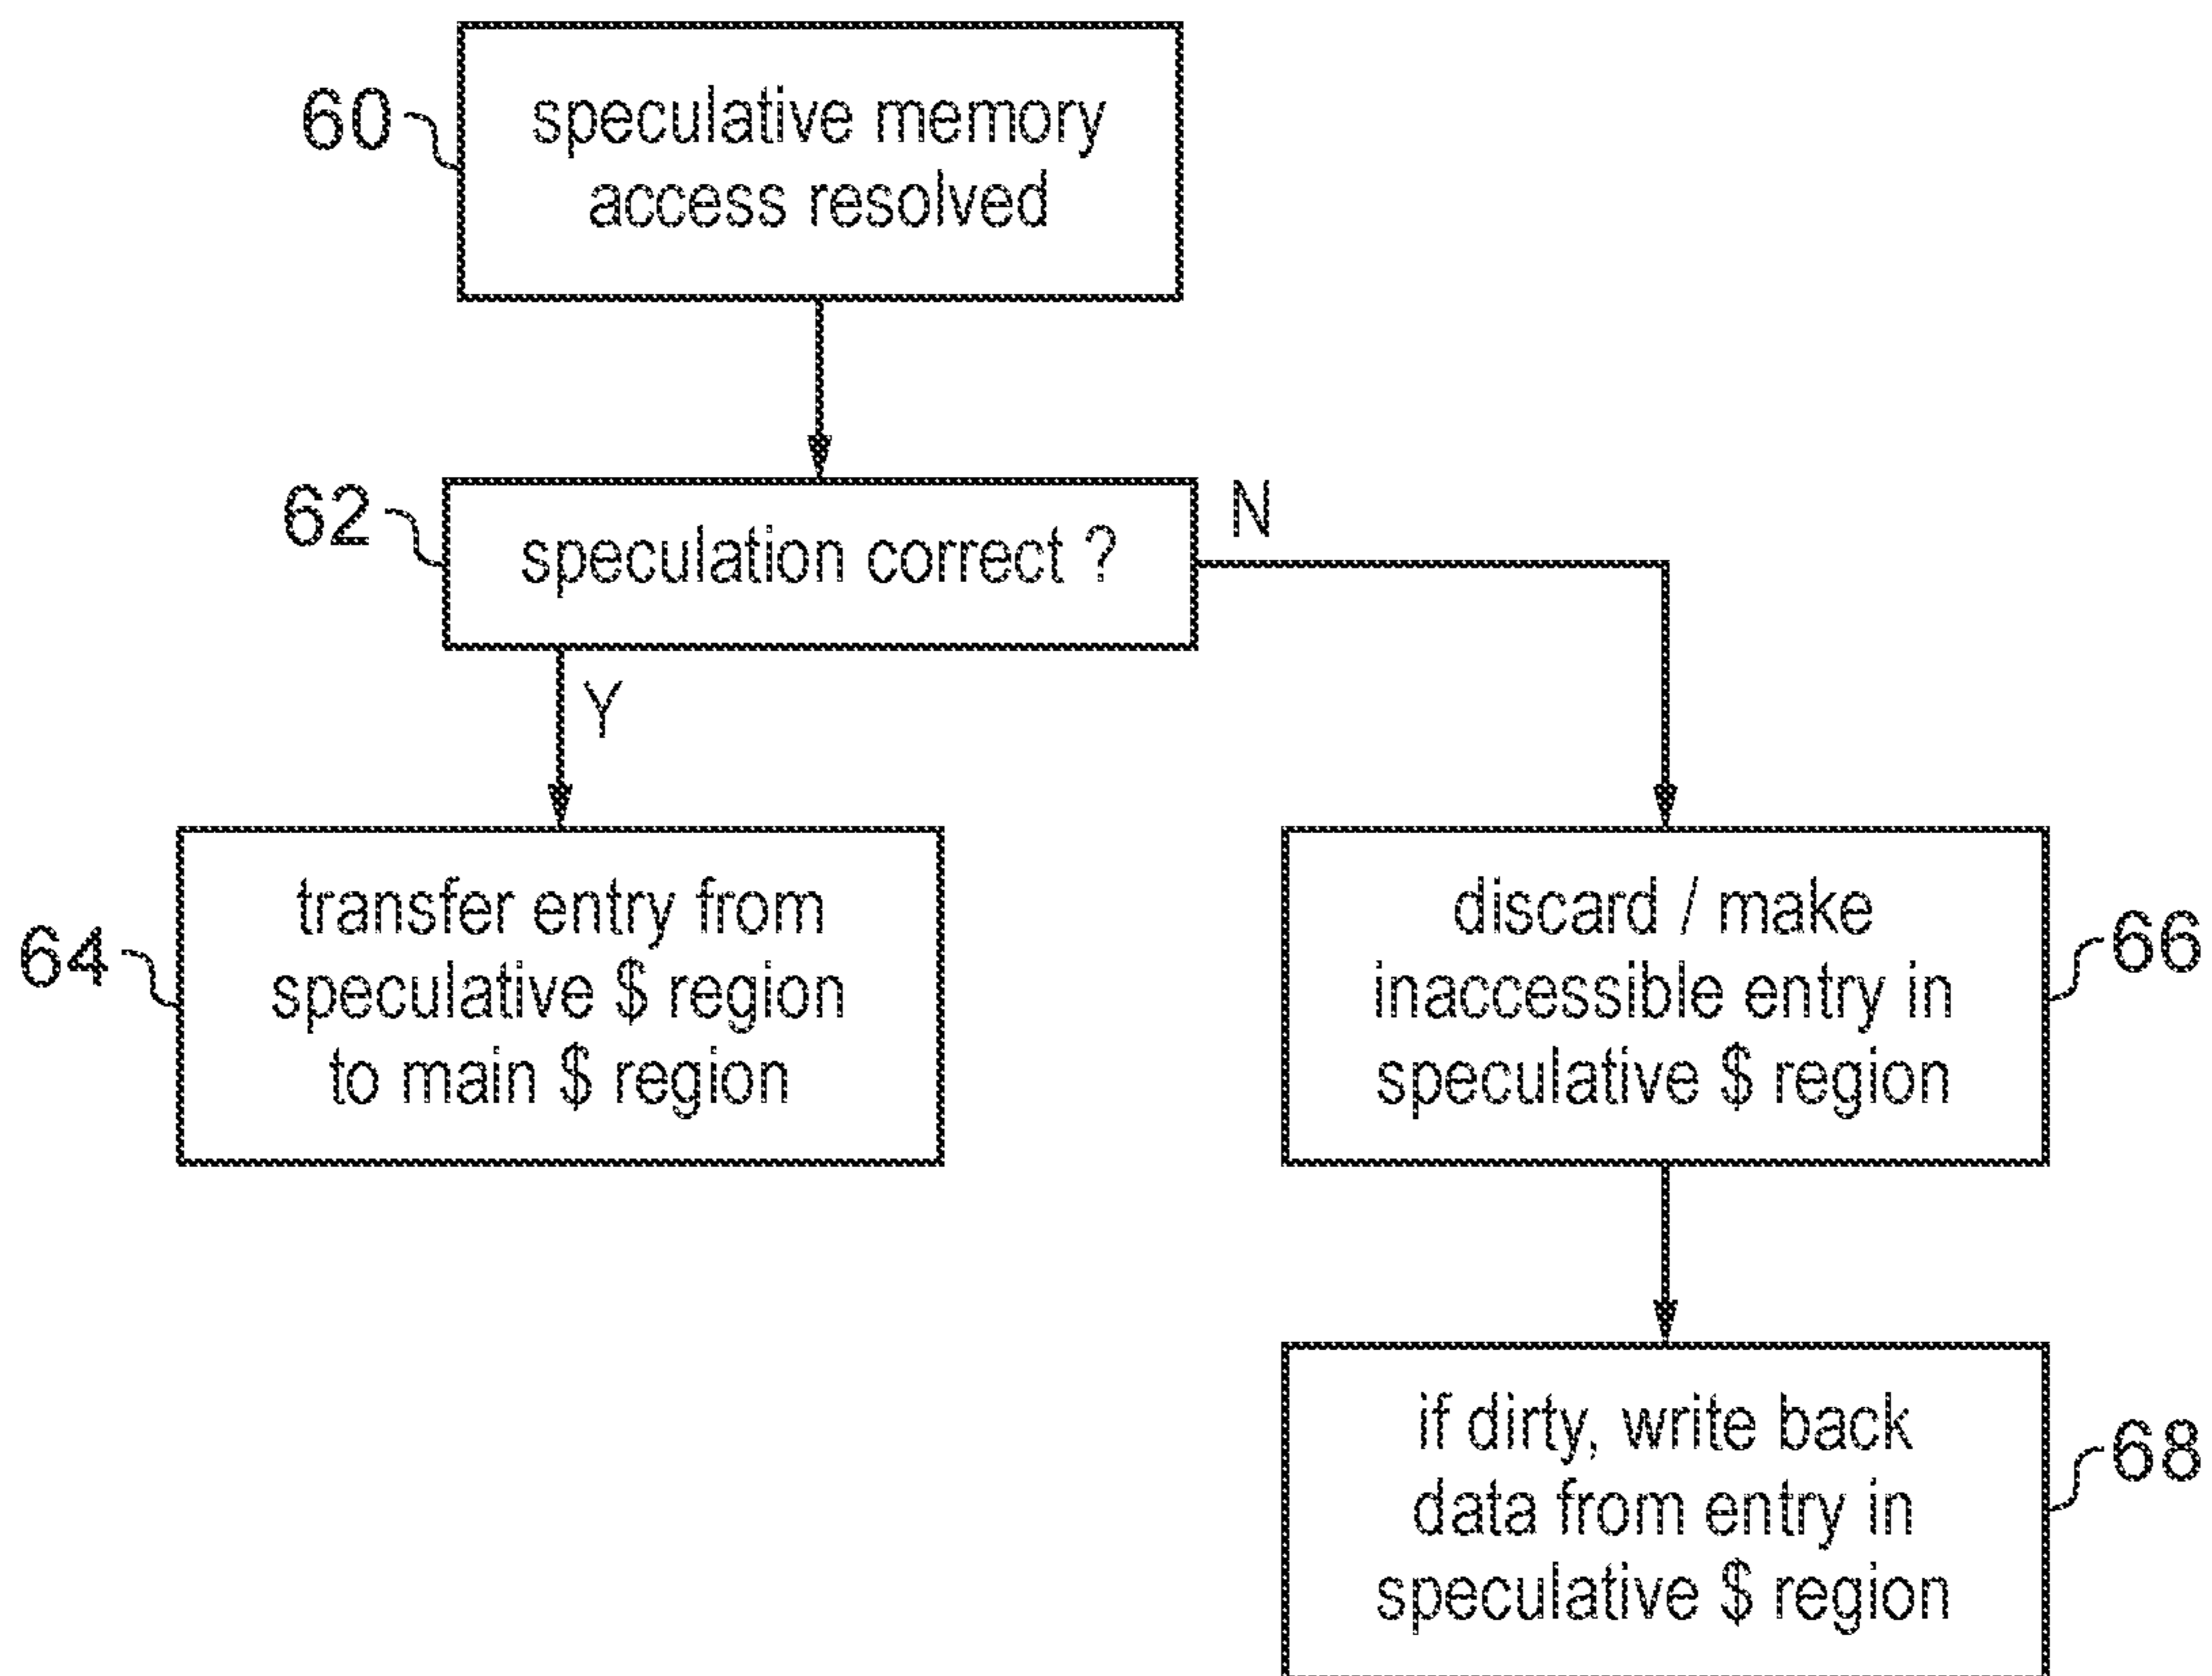 60
speculative memory
access resolved
62
speculation correct ?
N
Y
64
transfer entry from
speculative $ region
to main $ region
discard / make
inaccessible entry in
speculative $ region
66
if dirty, write back
data from entry in
speculative $ region
68